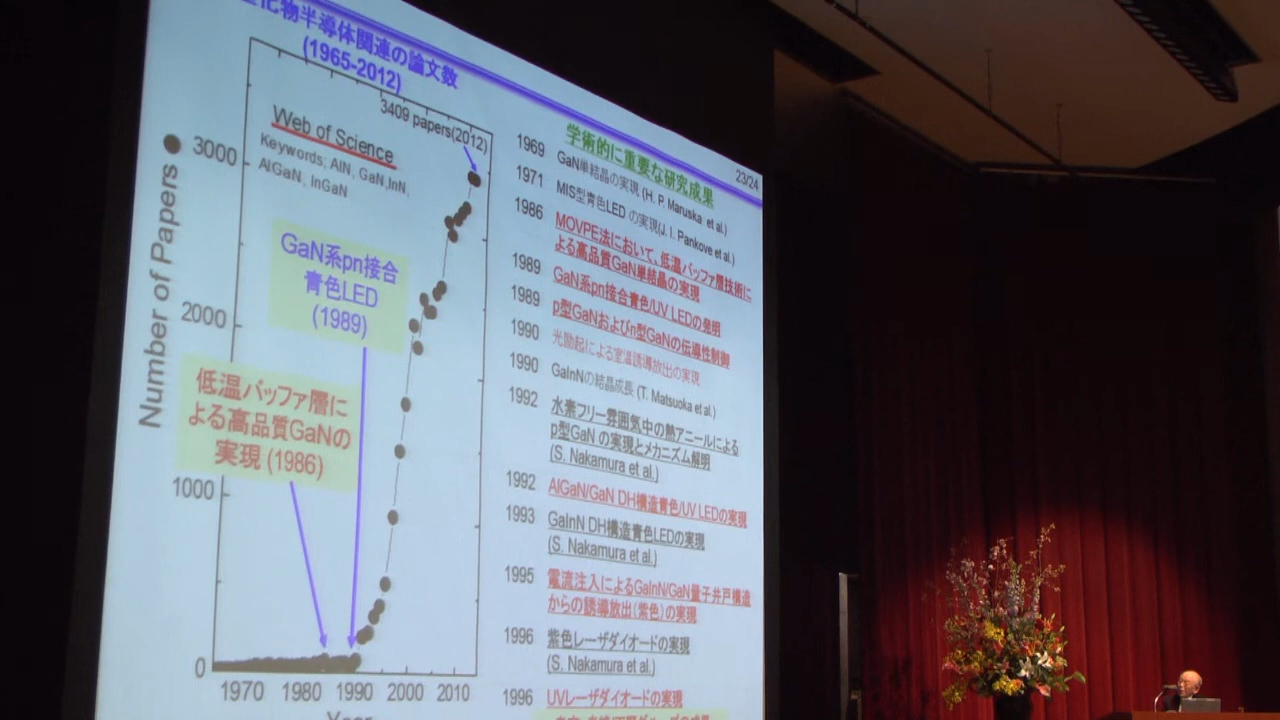 化物半導体関連の論文数
(1965-2012)
3409 papers(2012)
Web of Science
Keywords; AlN, GaN,InN,
AlGaN, InGaN
Number of Papers
3000
2000
1000
0
GaN系pn接合
青色LED
(1989)
低温バッファ層に
よる高品質GaNの
実現 (1986)
1970 1980 1990 2000 2010
Year
23/24
学術的に重要な研究成果
1969 GaN単結晶の実現 (H. P. Maruska et al.)
1971 MIS型青色LED の実現(J. I. Pankove et al.)
1986 MOVPE法において、低温バッファ層技術に
よる高品質GaN単結晶の実現
1989 GaN系pn接合青色/UV LEDの発明
1989 p型GaNおよびn型GaNの伝導性制御
1990 光励起による室温誘導放出の実現
1990 GaInNの結晶成長 (T. Matsuoka et al.)
1992 水素フリー雰囲気中の熱アニールによる
p型GaN の実現とメカニズム解明
(S. Nakamura et al.)
1992 AlGaN/GaN DH構造青色/UV LEDの実現
1993 GaInN DH構造青色LEDの実現
(S. Nakamura et al.)
1995 電流注入によるGaInN/GaN量子井戸構造
からの誘導放出(紫色)の実現
1996 紫色レーザダイオードの実現
(S. Nakamura et al.)
1996 UVレーザダイオードの実現